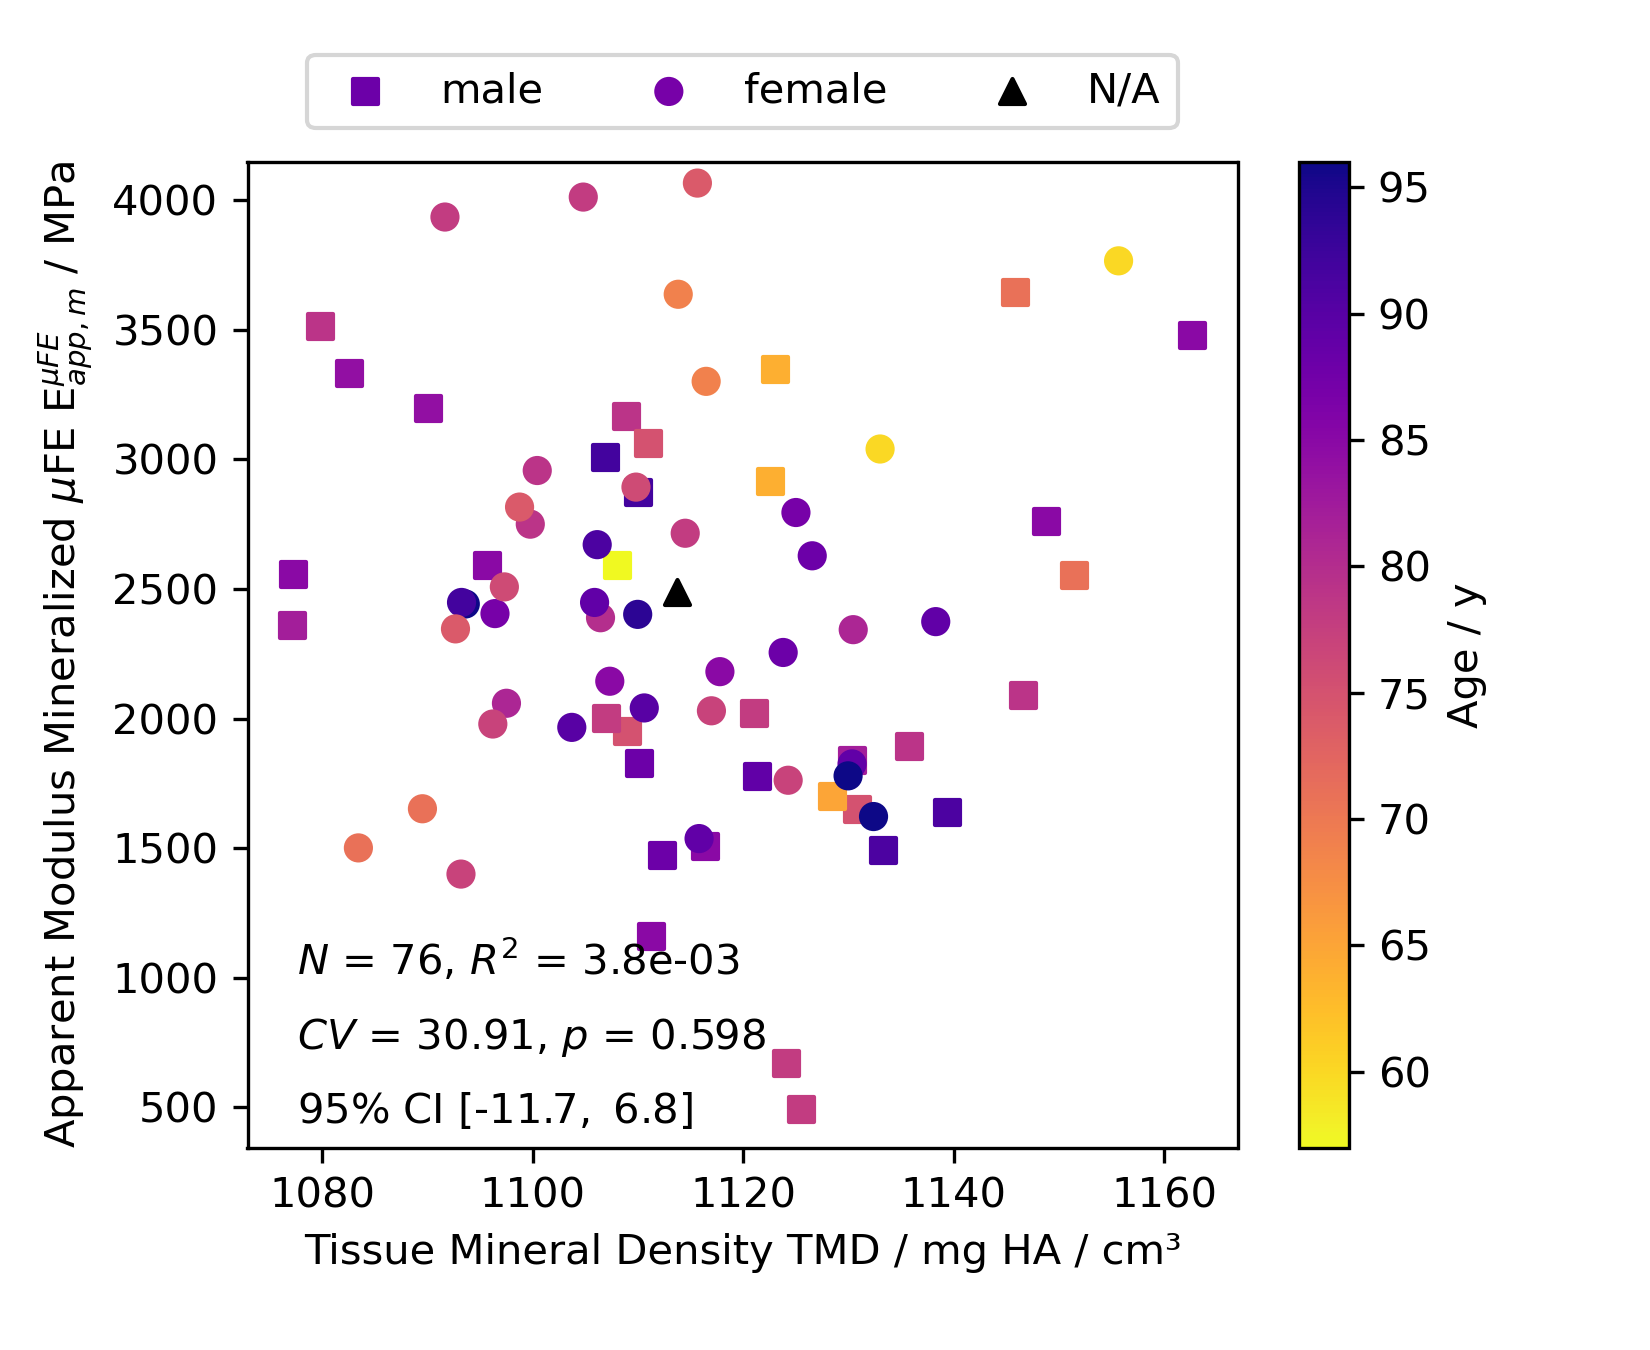 male female N/A
Apparent Modulus Mineralized μFE E^{μFE}_{app, m} / MPa
4000
3500
3000
2500
2000
1500
1000
500
N = 76, R² = 3.8e-03
CV = 30.91, p = 0.598
95% CI [-11.7, 6.8]
1080 1100 1120 1140 1160
Tissue Mineral Density TMD / mg HA / cm³
95
90
85
80
75
70
65
60
Age / y